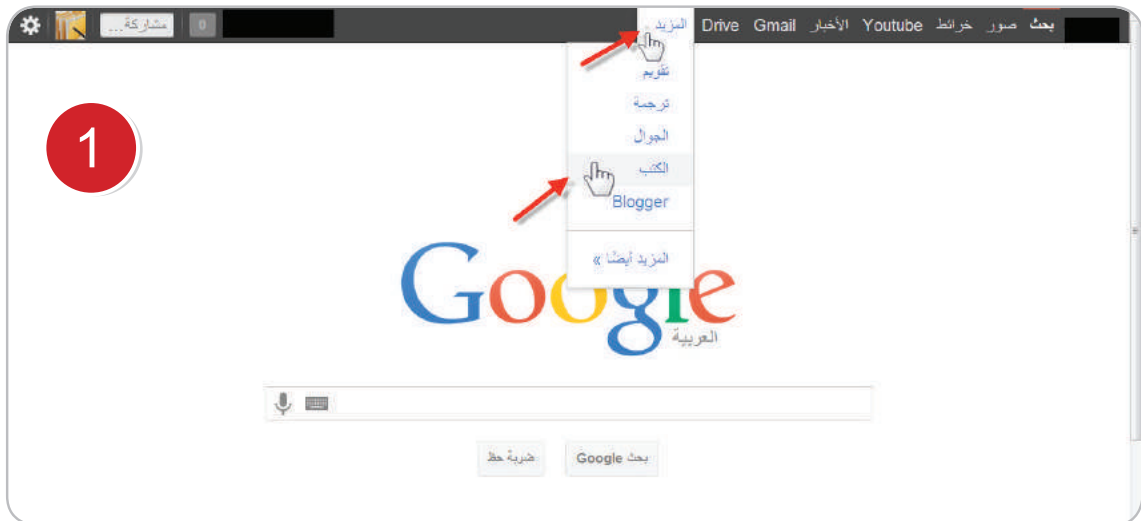 بحث صور خرائط Youtube الأخبار Gmail Drive المزيد 0 مشاركة...
تقويم
ترجمة
الجوال
الكتب
Blogger
المزيد أيضًا »
1
Google
العربية
بحث Google ضربة حظ